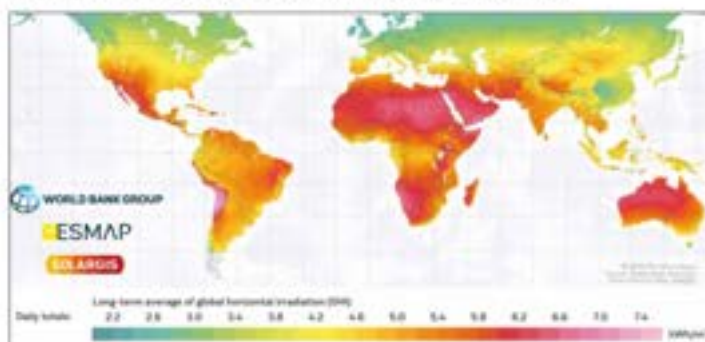 WORLD BANK GROUP
ESMAP
SOLARGIS
Long-term average of global horizontal irradiation (GHI)
Daily totals: 2.2 2.6 3.0 3.4 3.8 4.2 4.6 5.0 5.4 5.8 6.2 6.6 7.0 7.4 kWh/m²